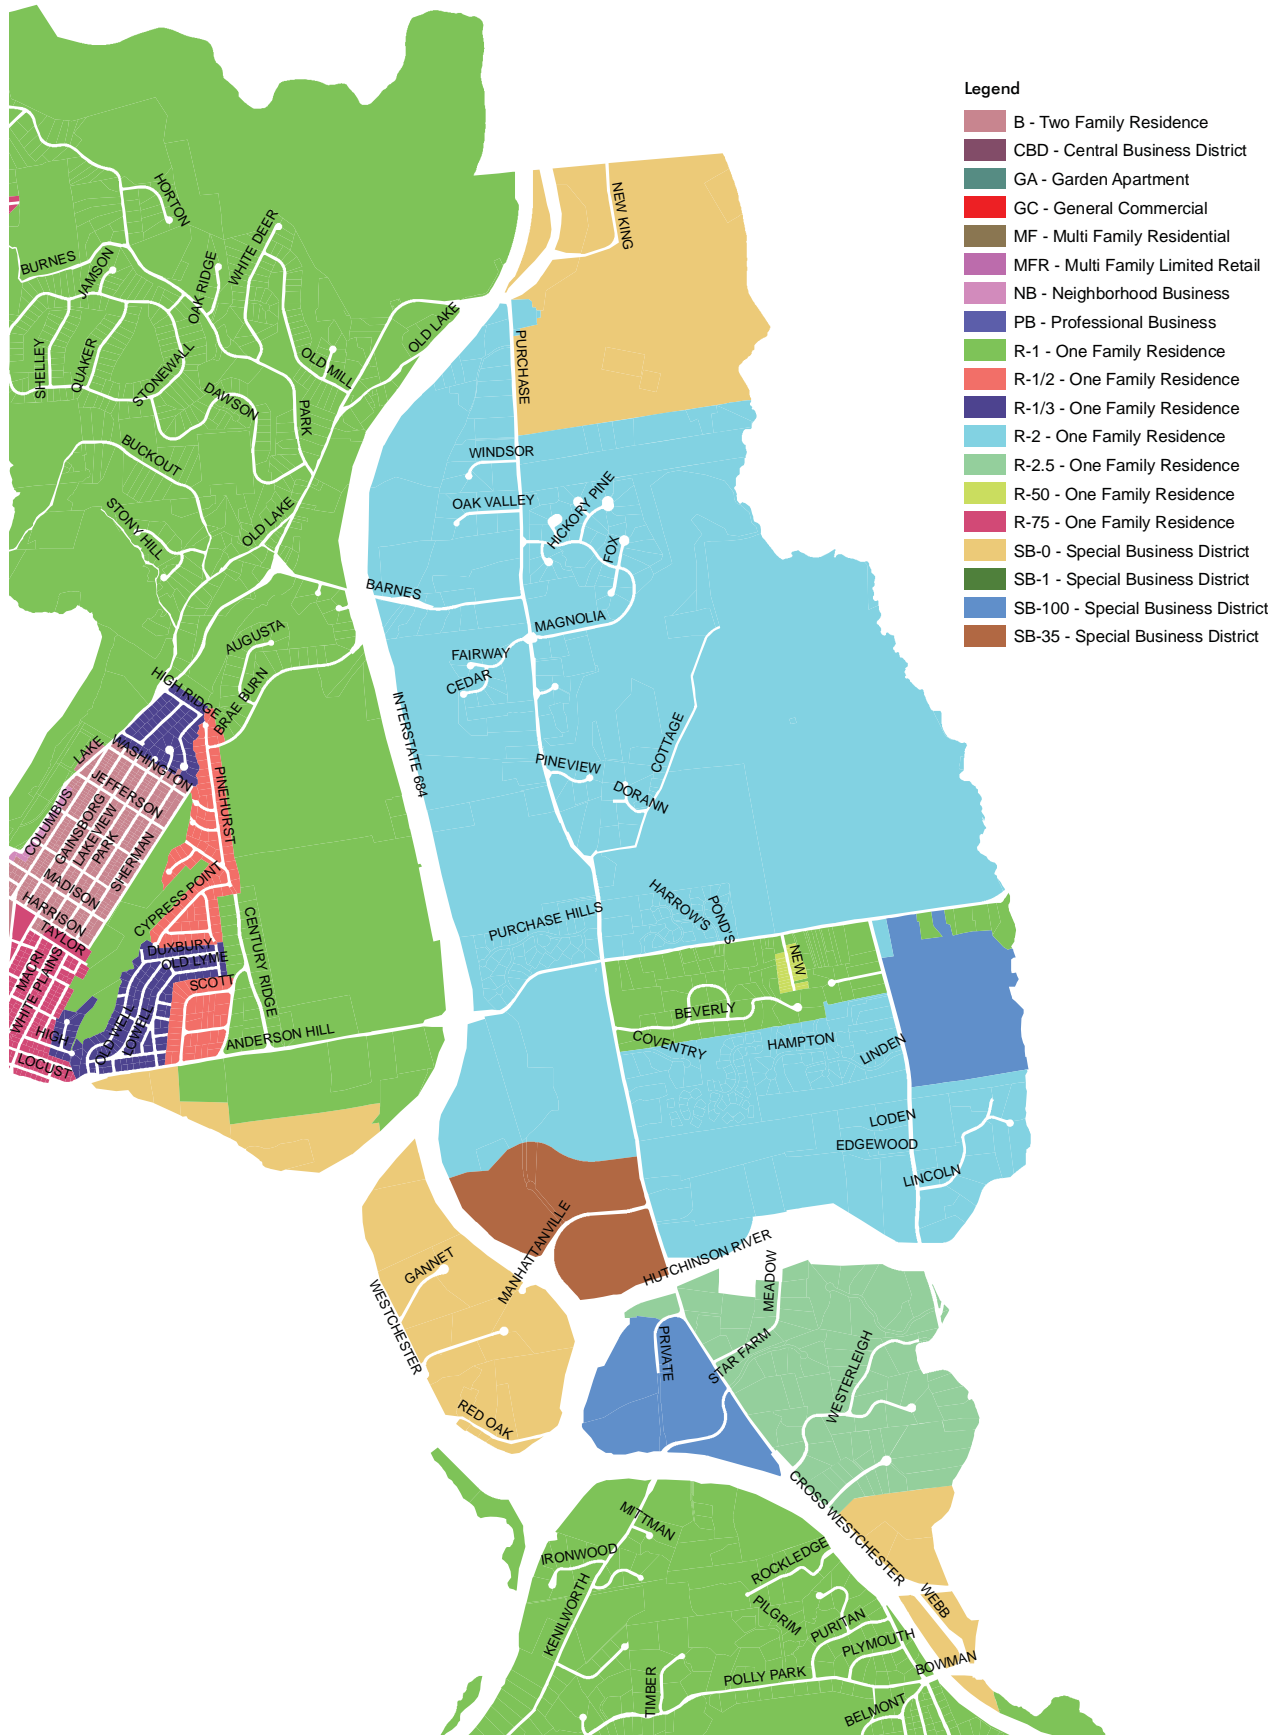 Legend
B - Two Family Residence
CBD - Central Business District
GA - Garden Apartment
GC - General Commercial
MF - Multi Family Residential
MFR - Multi Family Limited Retail
NB - Neighborhood Business
PB - Professional Business
R-1 - One Family Residence
R-1/2 - One Family Residence
R-1/3 - One Family Residence
R-2 - One Family Residence
R-2.5 - One Family Residence
R-50 - One Family Residence
R-75 - One Family Residence
SB-0 - Special Business District
SB-1 - Special Business District
SB-100 - Special Business District
SB-35 - Special Business District
HORTON
NEW KING
WHITE DEER
BURNES
JAMSON
OAK RIDGE
OLD LAKE
SHELLEY
QUAKER
STONEWALL
OLD MILL
PURCHASE
DAWSON
PARK
BUCKOUT
WINDSOR
OAK VALLEY
HICKORY PINE
STONY HILL
OLD LAKE
FOX
BARNES
MAGNOLIA
AUGUSTA
FAIRWAY
CEDAR
HIGH RIDGE
BRAE BURN
INTERSTATE 684
LAKE
WASHINGTON
COTTAGE
PINEVIEW
DORANN
JEFFERSON
PINEHURST
COLUMBUS
GAINSBORG
LAKEVIEW
PARK
SHERMAN
MADISON
CYPRESS POINT
HARRISON
HARROW'S
POND'S
PURCHASE HILLS
TAYLOR
CENTURY RIDGE
DUXBURY
OLD LYME
MACRI
WHITE PLAINS
SCOTT
NEW
BEVERLY
HIGH
OLD WELL
LOWELL
ANDERSON HILL
COVENTRY
HAMPTON
LINDEN
LOCUST
LODEN
EDGEWOOD
LINCOLN
MANHATTANVILLE
GANNET
HUTCHINSON RIVER
MEADOW
WESTCHESTER
PRIVATE
STAR FARM
WESTERLEIGH
RED OAK
CROSS WESTCHESTER
MITTMAN
IRONWOOD
ROCKLEDGE
KENILWORTH
PILGRIM
WEBB
PURITAN
PLYMOUTH
TIMBER
POLLY PARK
BOWMAN
BELMONT